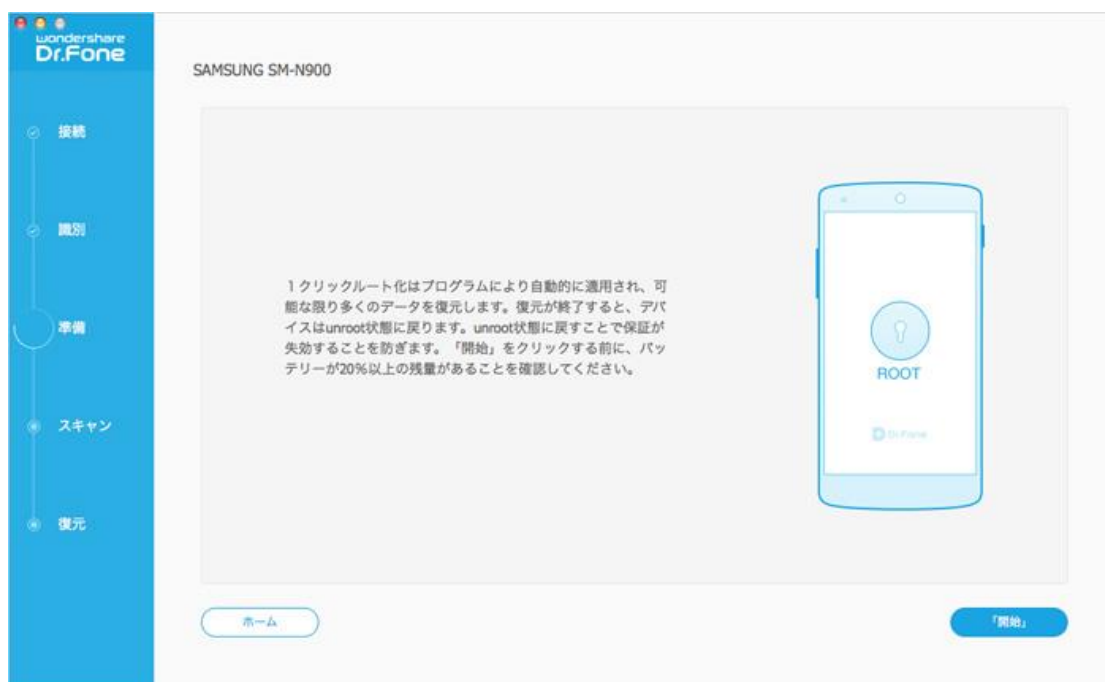 wondershare
Dr.Fone
SAMSUNG SM-N900
接続
識別
準備
スキャン
復元
1クリックルート化はプログラムにより自動的に適用され、可
能な限り多くのデータを復元します。復元が終了すると、デバ
イスはunroot状態に戻ります。unroot状態に戻すことで保証が
失効することを防ぎます。「開始」をクリックする前に、バッ
テリーが20%以上の残量があることを確認してください。
ROOT
Dr.Fone
ホーム
「開始」